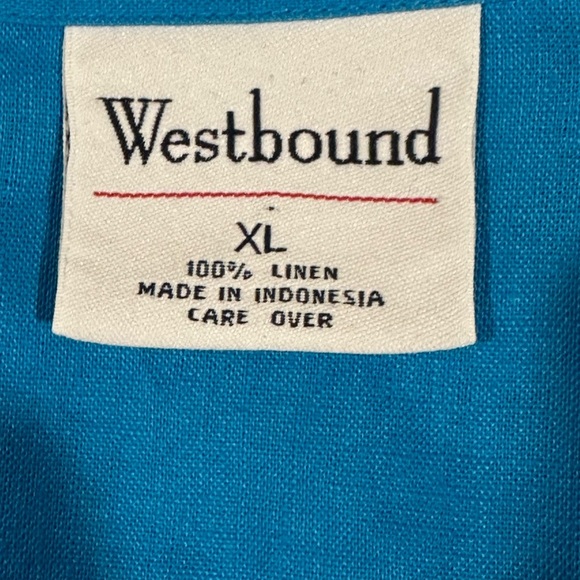 Westbound
XL
100% LINEN
MADE IN INDONESIA
CARE OVER